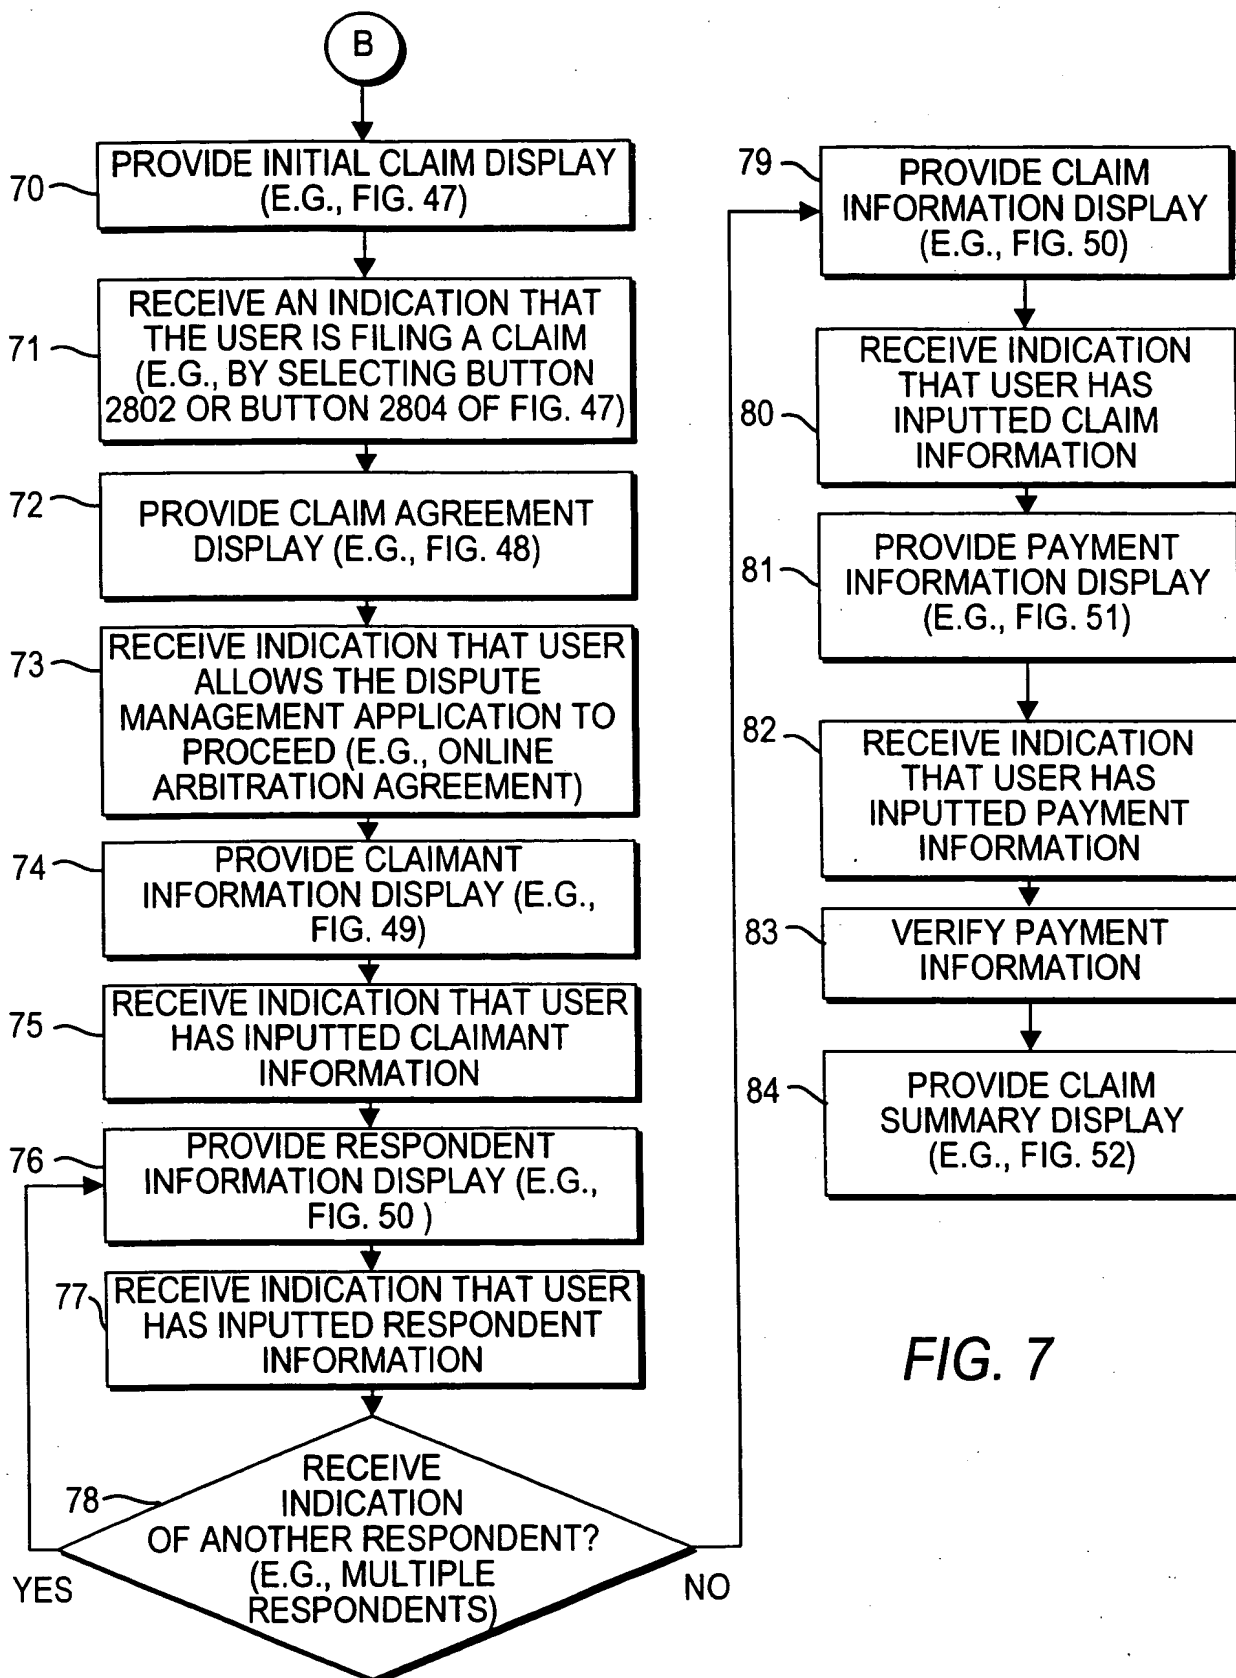 B
70
PROVIDE INITIAL CLAIM DISPLAY
(E.G., FIG. 47)
71
RECEIVE AN INDICATION THAT
THE USER IS FILING A CLAIM
(E.G., BY SELECTING BUTTON
2802 OR BUTTON 2804 OF FIG. 47)
72
PROVIDE CLAIM AGREEMENT
DISPLAY (E.G., FIG. 48)
73
RECEIVE INDICATION THAT USER
ALLOWS THE DISPUTE
MANAGEMENT APPLICATION TO
PROCEED (E.G., ONLINE
ARBITRATION AGREEMENT)
74
PROVIDE CLAIMANT
INFORMATION DISPLAY (E.G.,
FIG. 49)
75
RECEIVE INDICATION THAT USER
HAS INPUTTED CLAIMANT
INFORMATION
76
PROVIDE RESPONDENT
INFORMATION DISPLAY (E.G.,
FIG. 50 )
77
RECEIVE INDICATION THAT USER
HAS INPUTTED RESPONDENT
INFORMATION
78
RECEIVE
INDICATION
OF ANOTHER RESPONDENT?
(E.G., MULTIPLE
RESPONDENTS)
YES
NO
79
PROVIDE CLAIM
INFORMATION DISPLAY
(E.G., FIG. 50)
80
RECEIVE INDICATION
THAT USER HAS
INPUTTED CLAIM
INFORMATION
81
PROVIDE PAYMENT
INFORMATION DISPLAY
(E.G., FIG. 51)
82
RECEIVE INDICATION
THAT USER HAS
INPUTTED PAYMENT
INFORMATION
83
VERIFY PAYMENT
INFORMATION
84
PROVIDE CLAIM
SUMMARY DISPLAY
(E.G., FIG. 52)
FIG. 7